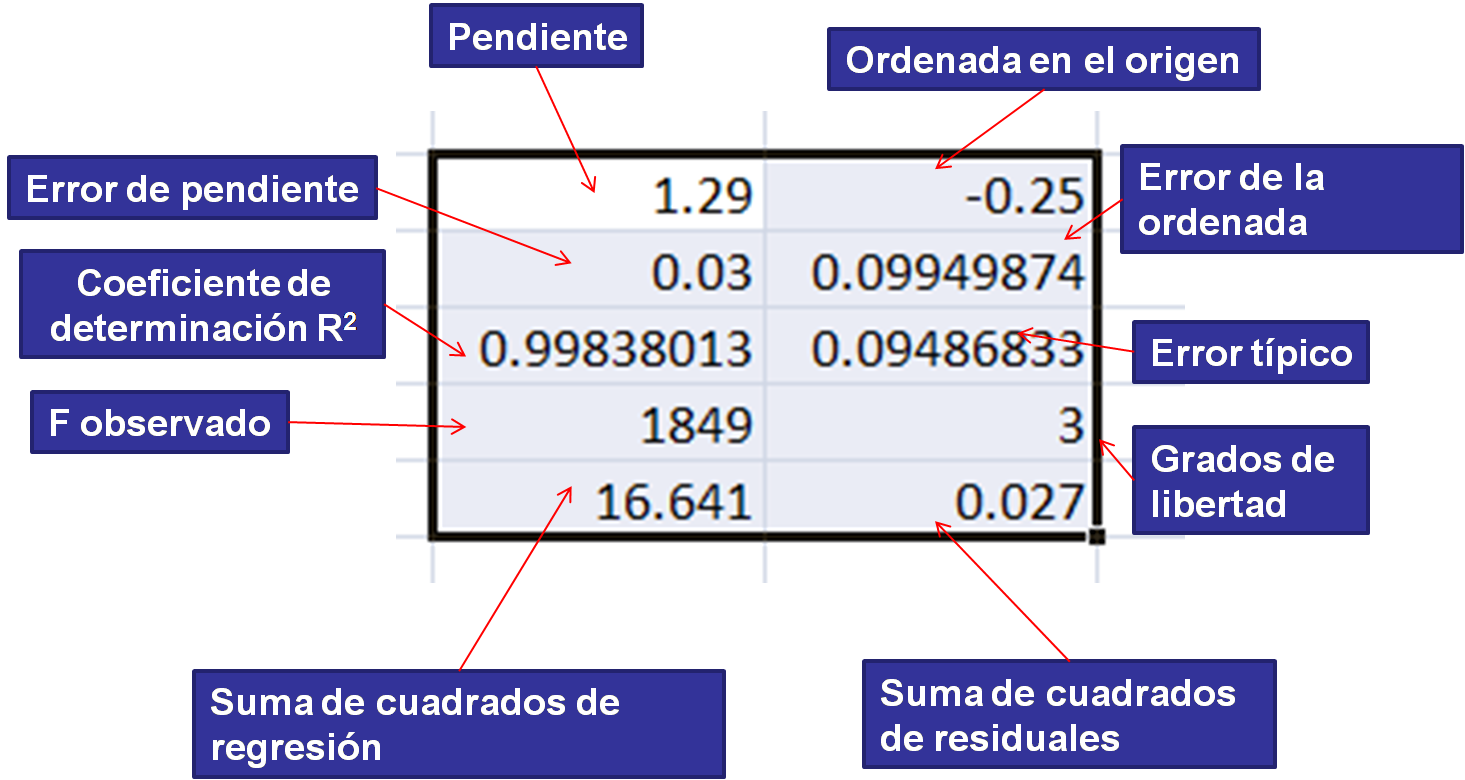 Pendiente
Ordenada en el origen
Error de pendiente
1.29
-0.25
Error de la
ordenada
0.03
0.09949874
Coeficiente de
determinación R²
0.99838013
0.09486833
Error típico
F observado
1849
3
Grados de
libertad
16.641
0.027
Suma de cuadrados de
regresión
Suma de cuadrados
de residuales